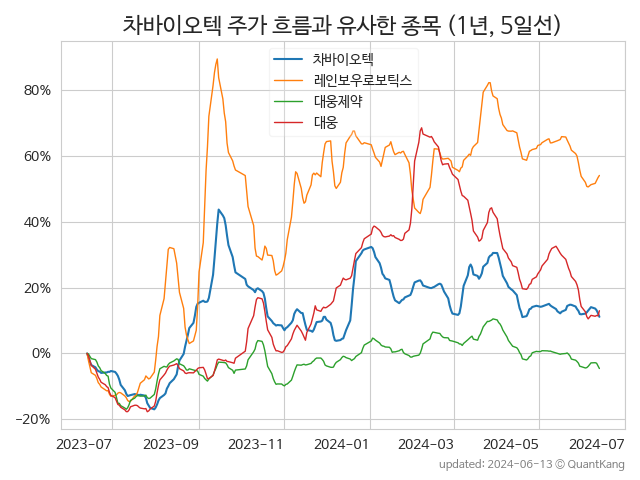 차바이오텍 주가 흐름과 유사한 종목 (1년, 5일선)
차바이오텍
레인보우로보틱스
대웅제약
대웅
80%
60%
40%
20%
0%
−20%
2023-07 2023-09 2023-11 2024-01 2024-03 2024-05 2024-07
updated: 2024-06-13 © QuantKang